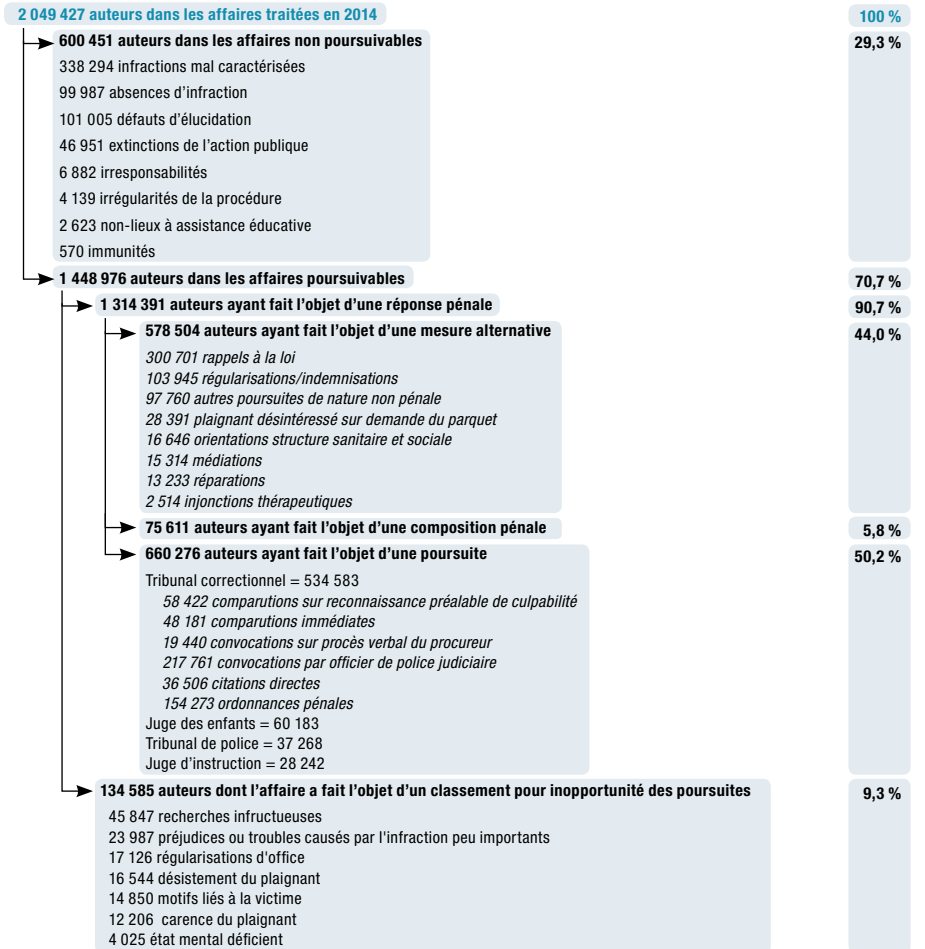 2 049 427 auteurs dans les affaires traitées en 2014 100 %
600 451 auteurs dans les affaires non poursuivables 29,3 %
338 294 infractions mal caractérisées
99 987 absences d’infraction
101 005 défauts d’élucidation
46 951 extinctions de l’action publique
6 882 irresponsabilités
4 139 irrégularités de la procédure
2 623 non-lieux à assistance éducative
570 immunités
1 448 976 auteurs dans les affaires poursuivables 70,7 %
1 314 391 auteurs ayant fait l’objet d’une réponse pénale 90,7 %
578 504 auteurs ayant fait l’objet d’une mesure alternative 44,0 %
300 701 rappels à la loi
103 945 régularisations/indemnisations
97 760 autres poursuites de nature non pénale
28 391 plaignant désintéressé sur demande du parquet
16 646 orientations structure sanitaire et sociale
15 314 médiations
13 233 réparations
2 514 injonctions thérapeutiques
75 611 auteurs ayant fait l’objet d’une composition pénale 5,8 %
660 276 auteurs ayant fait l’objet d’une poursuite 50,2 %
Tribunal correctionnel = 534 583
58 422 comparutions sur reconnaissance préalable de culpabilité
48 181 comparutions immédiates
19 440 convocations sur procès verbal du procureur
217 761 convocations par officier de police judiciaire
36 506 citations directes
154 273 ordonnances pénales
Juge des enfants = 60 183
Tribunal de police = 37 268
Juge d’instruction = 28 242
134 585 auteurs dont l’affaire a fait l’objet d’un classement pour inopportunité des poursuites 9,3 %
45 847 recherches infructueuses
23 987 préjudices ou troubles causés par l'infraction peu importants
17 126 régularisations d'office
16 544 désistement du plaignant
14 850 motifs liés à la victime
12 206 carence du plaignant
4 025 état mental déficient